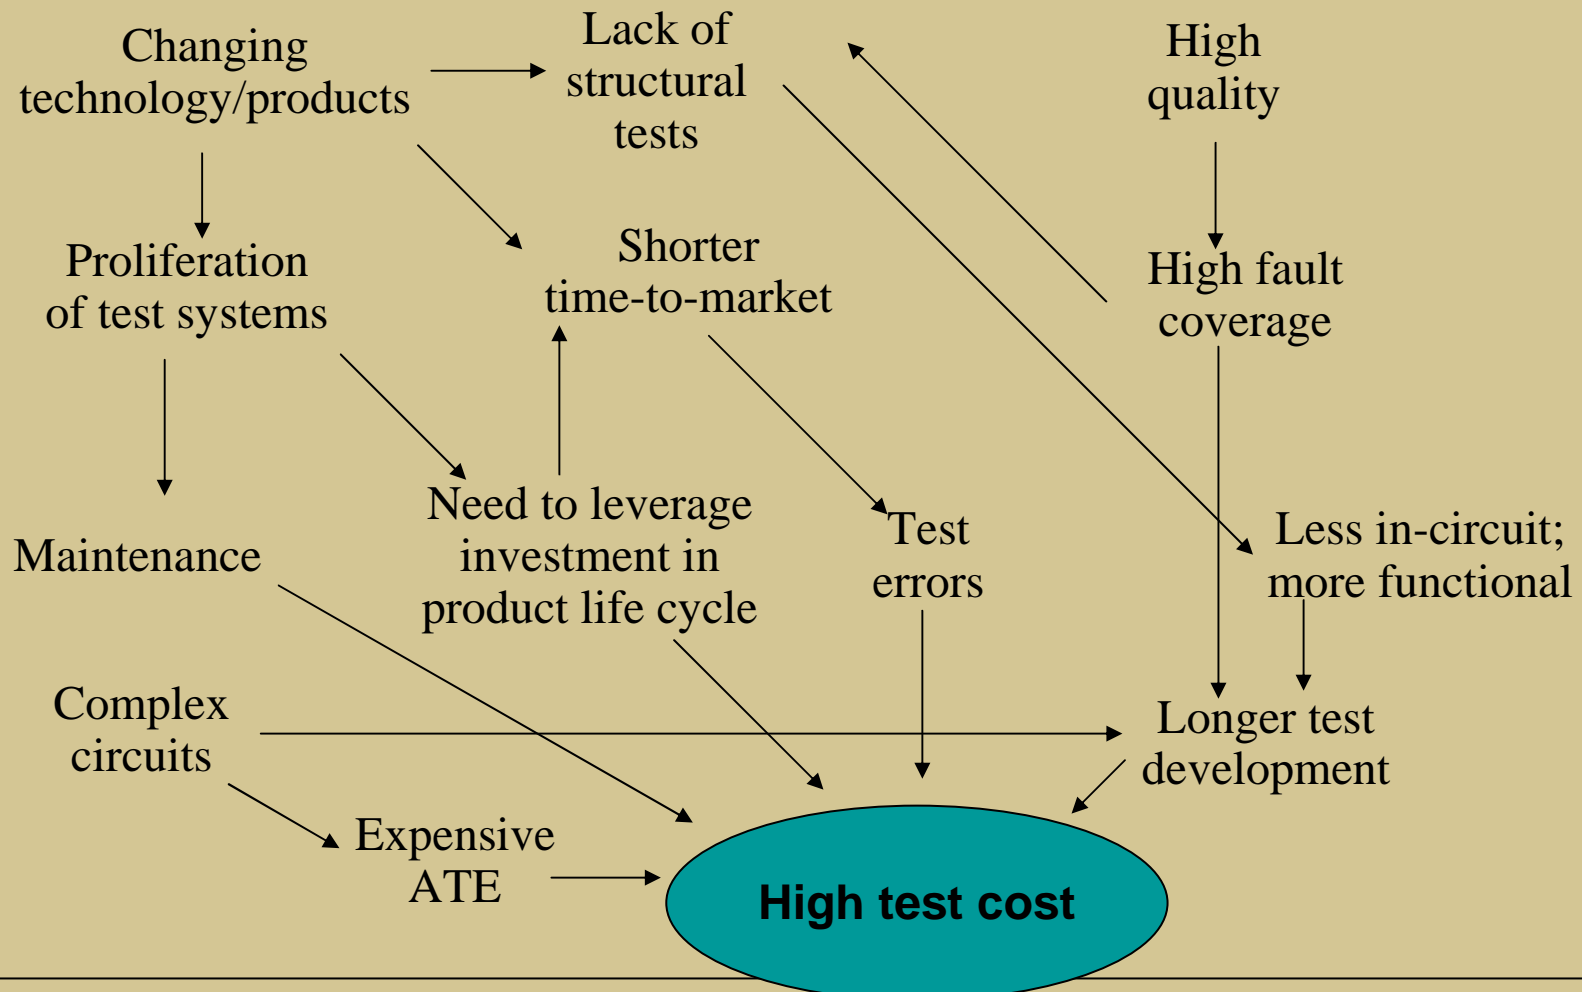 Changing
technology/products
Lack of
structural
tests
High
quality
Proliferation
of test systems
Shorter
time-to-market
High fault
coverage
Maintenance
Need to leverage
investment in
product life cycle
Test
errors
Less in-circuit;
more functional
Complex
circuits
Longer test
development
Expensive
ATE
High test cost